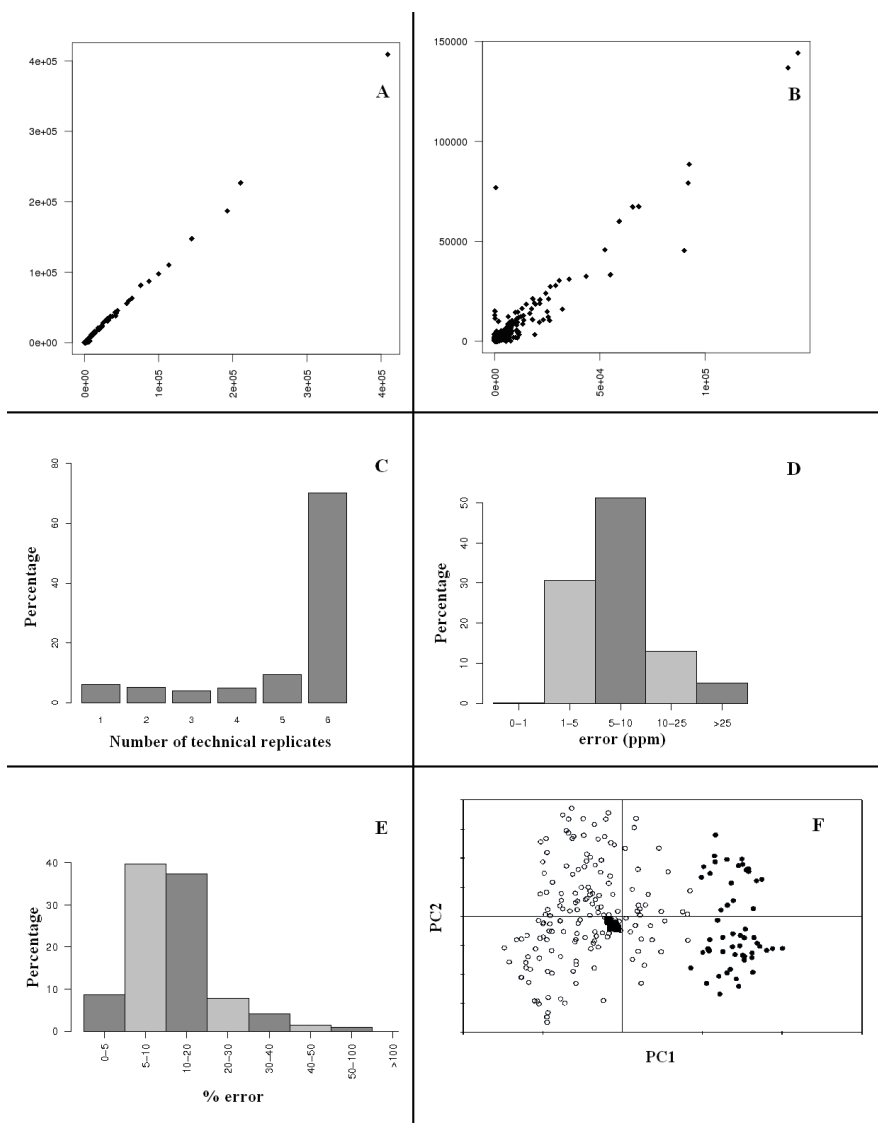 4e+05
3e+05
2e+05
1e+05
0e+00
0e+00
1e+05
2e+05
3e+05
4e+05
A
150000
100000
50000
0
0e+00
5e+04
1e+05
B
C
Percentage
80
60
40
20
0
1 2 3 4 5 6
Number of technical replicates
D
Percentage
50
40
30
20
10
0
0-1 1-5 5-10 10-25 >25
error (ppm)
E
Percentage
40
30
20
10
0
0-5
5-10
10-20
20-30
30-40
40-50
50-100
>100
% error
F
PC2
PC1